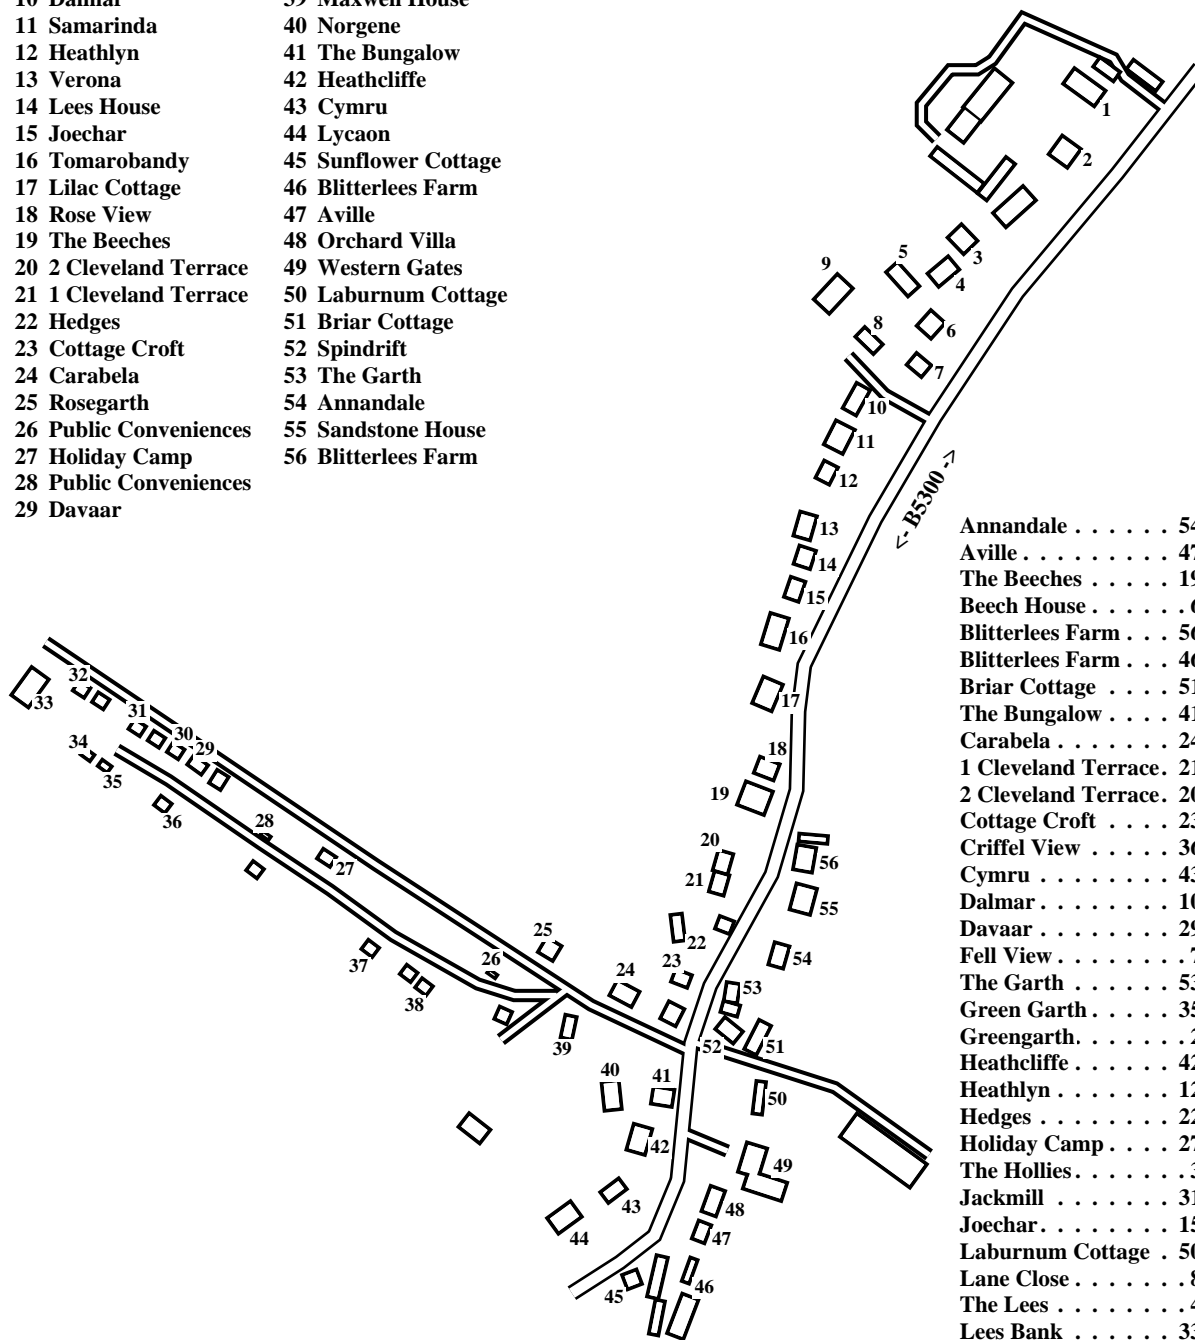 10 Dalmar
11 Samarinda
12 Heathlyn
13 Verona
14 Lees House
15 Joechar
16 Tomarobandy
17 Lilac Cottage
18 Rose View
19 The Beeches
20 2 Cleveland Terrace
21 1 Cleveland Terrace
22 Hedges
23 Cottage Croft
24 Carabela
25 Rosegarth
26 Public Conveniences
27 Holiday Camp
28 Public Conveniences
29 Davaar
39 Maxwell House
40 Norgene
41 The Bungalow
42 Heathcliffe
43 Cymru
44 Lycaon
45 Sunflower Cottage
46 Blitterlees Farm
47 Aville
48 Orchard Villa
49 Western Gates
50 Laburnum Cottage
51 Briar Cottage
52 Spindrift
53 The Garth
54 Annandale
55 Sandstone House
56 Blitterlees Farm
1
2
3
4
5
6
7
8
9
10
11
12
<- B5300 ->
13
14
15
16
17
18
19
20
21
22
23
24
25
26
27
28
29
30
31
32
33
34
35
36
37
38
39
40
41
42
43
44
45
46
47
48
49
50
51
52
53
54
55
56
Annandale . . . . . . 54
Aville . . . . . . . . . 47
The Beeches . . . . . 19
Beech House . . . . . . 6
Blitterlees Farm . . . 56
Blitterlees Farm . . . 46
Briar Cottage . . . . 51
The Bungalow . . . . 41
Carabela . . . . . . . 24
1 Cleveland Terrace. 21
2 Cleveland Terrace. 20
Cottage Croft . . . . 23
Criffel View . . . . . 36
Cymru . . . . . . . . 43
Dalmar . . . . . . . . 10
Davaar . . . . . . . . 29
Fell View . . . . . . . . 7
The Garth . . . . . . 53
Green Garth . . . . . 35
Greengarth. . . . . . . 2
Heathcliffe . . . . . . 42
Heathlyn . . . . . . . 12
Hedges . . . . . . . . 22
Holiday Camp . . . . 27
The Hollies . . . . . . . 3
Jackmill . . . . . . . 31
Joechar . . . . . . . . 15
Laburnum Cottage . 50
Lane Close . . . . . . . 8
The Lees . . . . . . . . 4
Lees Bank . . . . . . 33